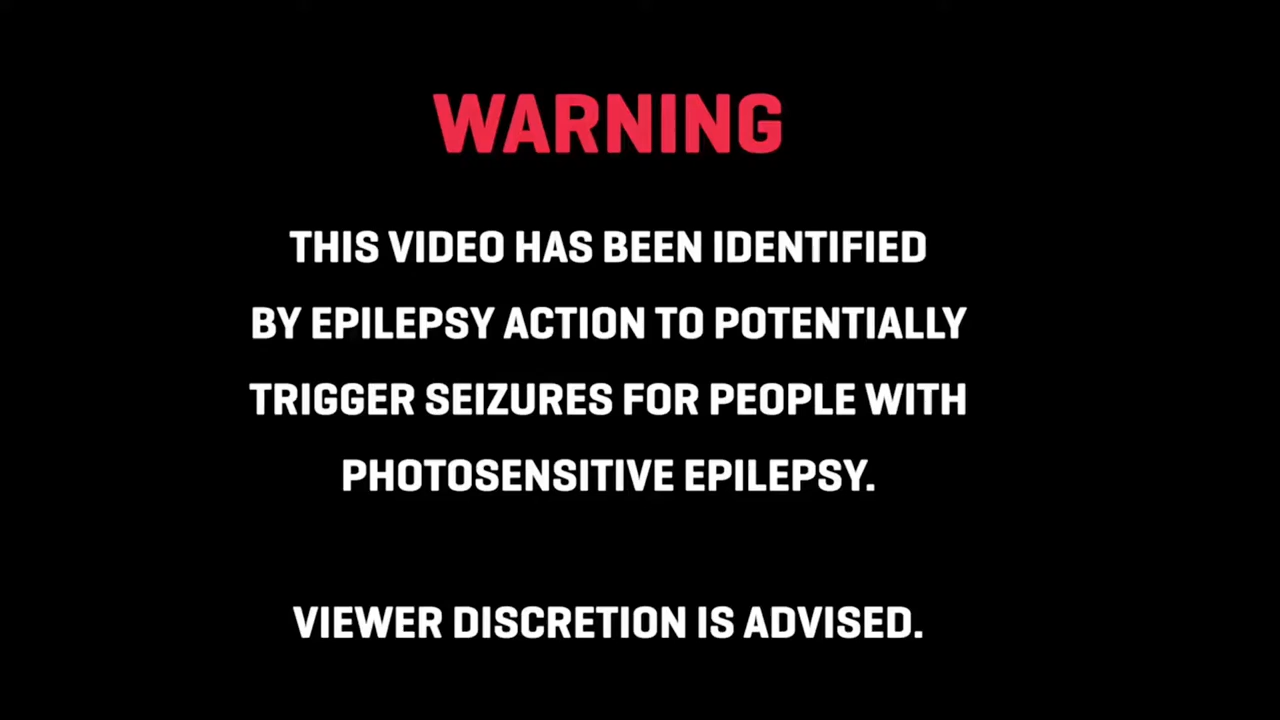 WARNING
THIS VIDEO HAS BEEN IDENTIFIED
BY EPILEPSY ACTION TO POTENTIALLY
TRIGGER SEIZURES FOR PEOPLE WITH
PHOTOSENSITIVE EPILEPSY.
VIEWER DISCRETION IS ADVISED.